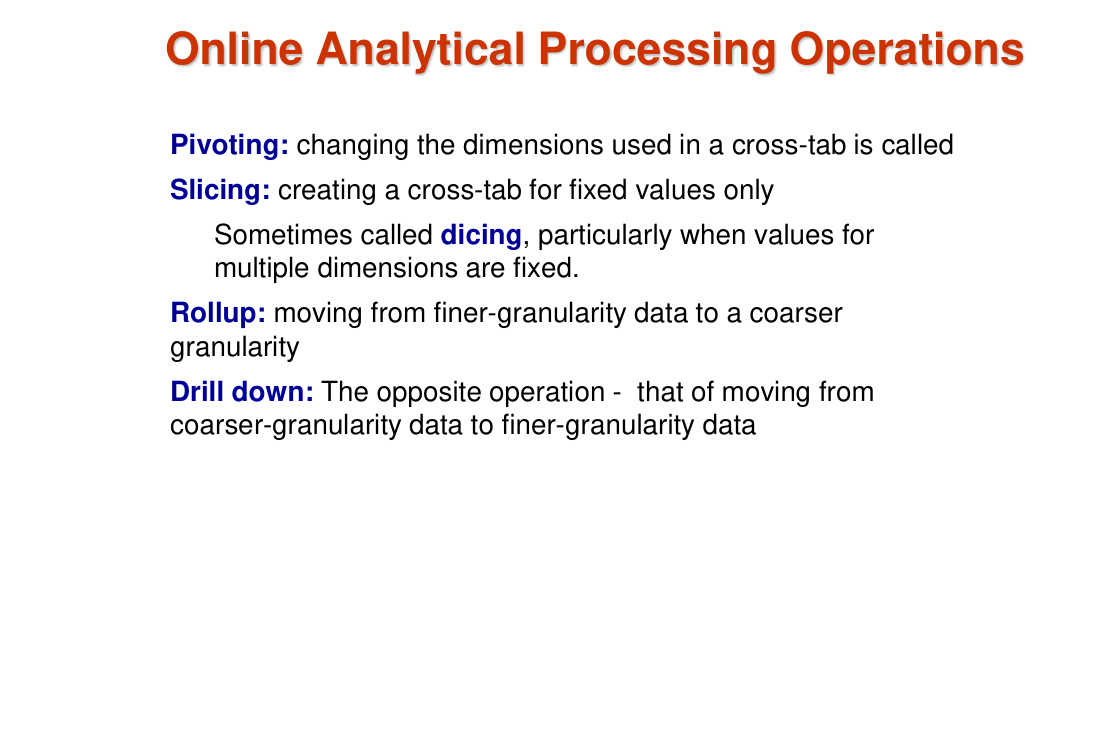 Online Analytical Processing Operations
Pivoting: changing the dimensions used in a cross-tab is called
Slicing: creating a cross-tab for fixed values only
Sometimes called dicing, particularly when values for
multiple dimensions are fixed.
Rollup: moving from finer-granularity data to a coarser
granularity
Drill down: The opposite operation -  that of moving from
coarser-granularity data to finer-granularity data